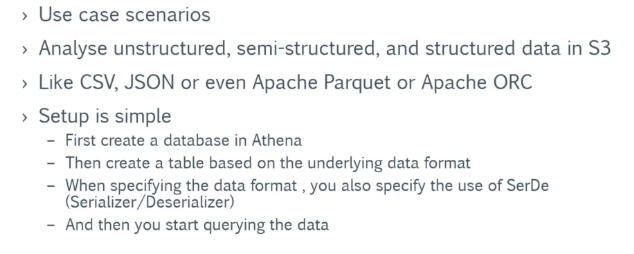 › Use case scenarios
› Analyse unstructured, semi-structured, and structured data in S3
› Like CSV, JSON or even Apache Parquet or Apache ORC
› Setup is simple
– First create a database in Athena
– Then create a table based on the underlying data format
– When specifying the data format , you also specify the use of SerDe
(Serializer/Deserializer)
– And then you start querying the data